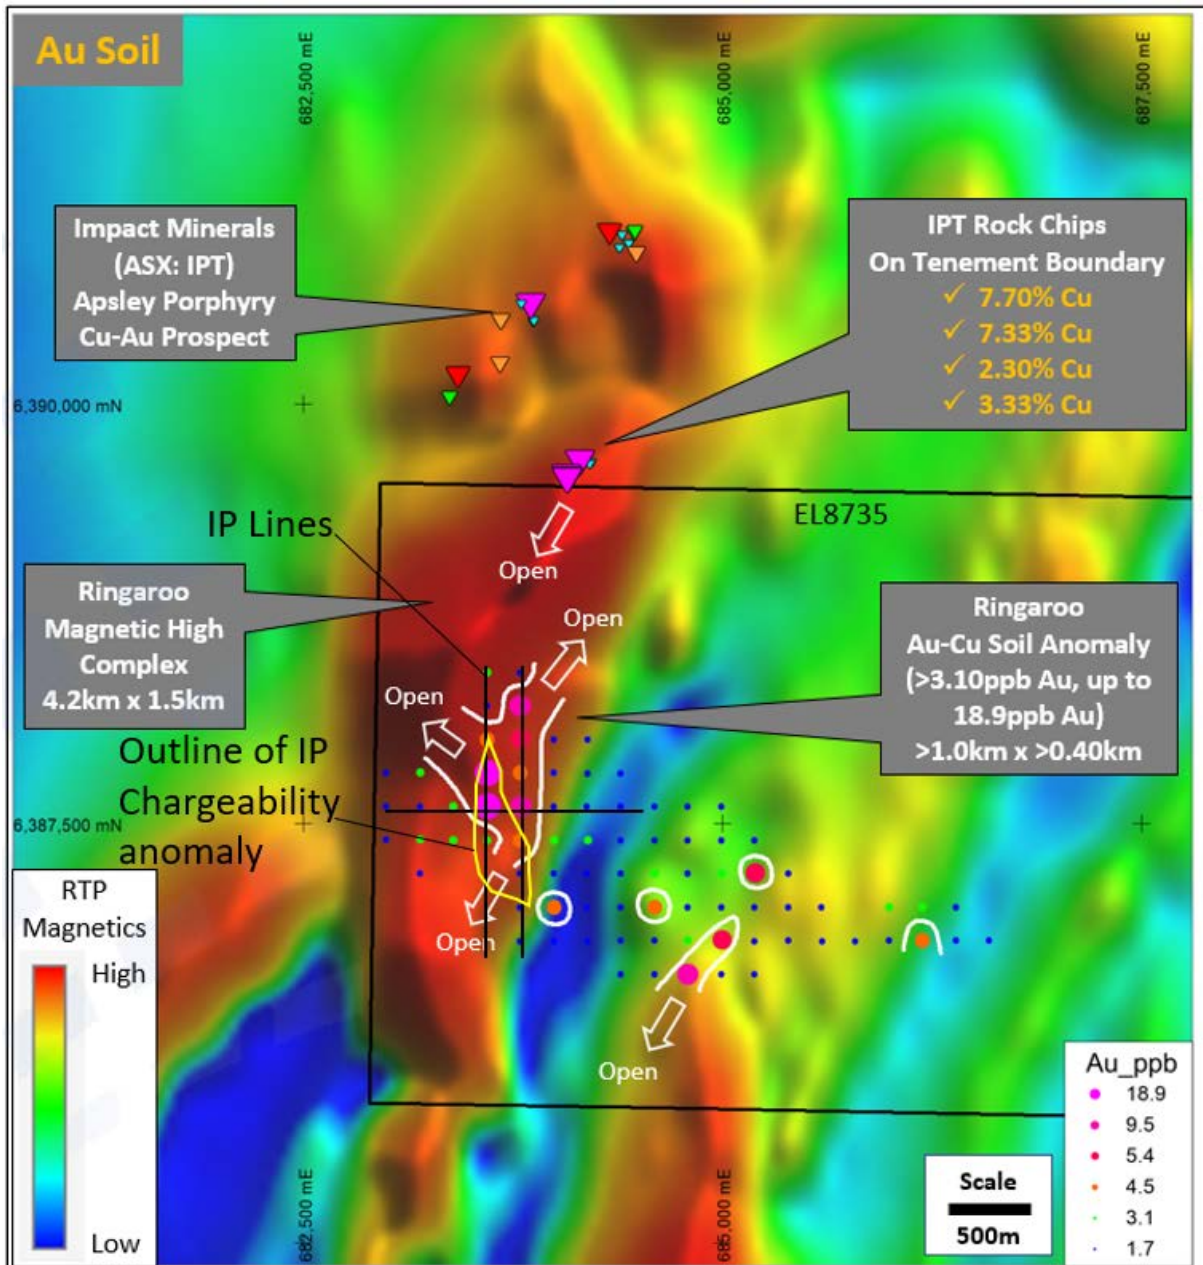 Au Soil
682,500 mE
685,000 mE
687,500 mE
Impact Minerals
(ASX: IPT)
Apsley Porphyry
Cu-Au Prospect
IPT Rock Chips
On Tenement Boundary
✓ 7.70% Cu
✓ 7.33% Cu
✓ 2.30% Cu
✓ 3.33% Cu
6,390,000 mN
IP Lines
EL8735
Open
Ringaroo
Magnetic High
Complex
4.2km x 1.5km
Open
Ringaroo
Au-Cu Soil Anomaly
(>3.10ppb Au, up to
18.9ppb Au)
>1.0km x >0.40km
Open
Outline of IP
Chargeability
anomaly
6,387,500 mN
Open
Open
RTP
Magnetics
High
Low
682,500 mE
685,000 mE
Scale
500m
Au_ppb
18.9
9.5
5.4
4.5
3.1
1.7